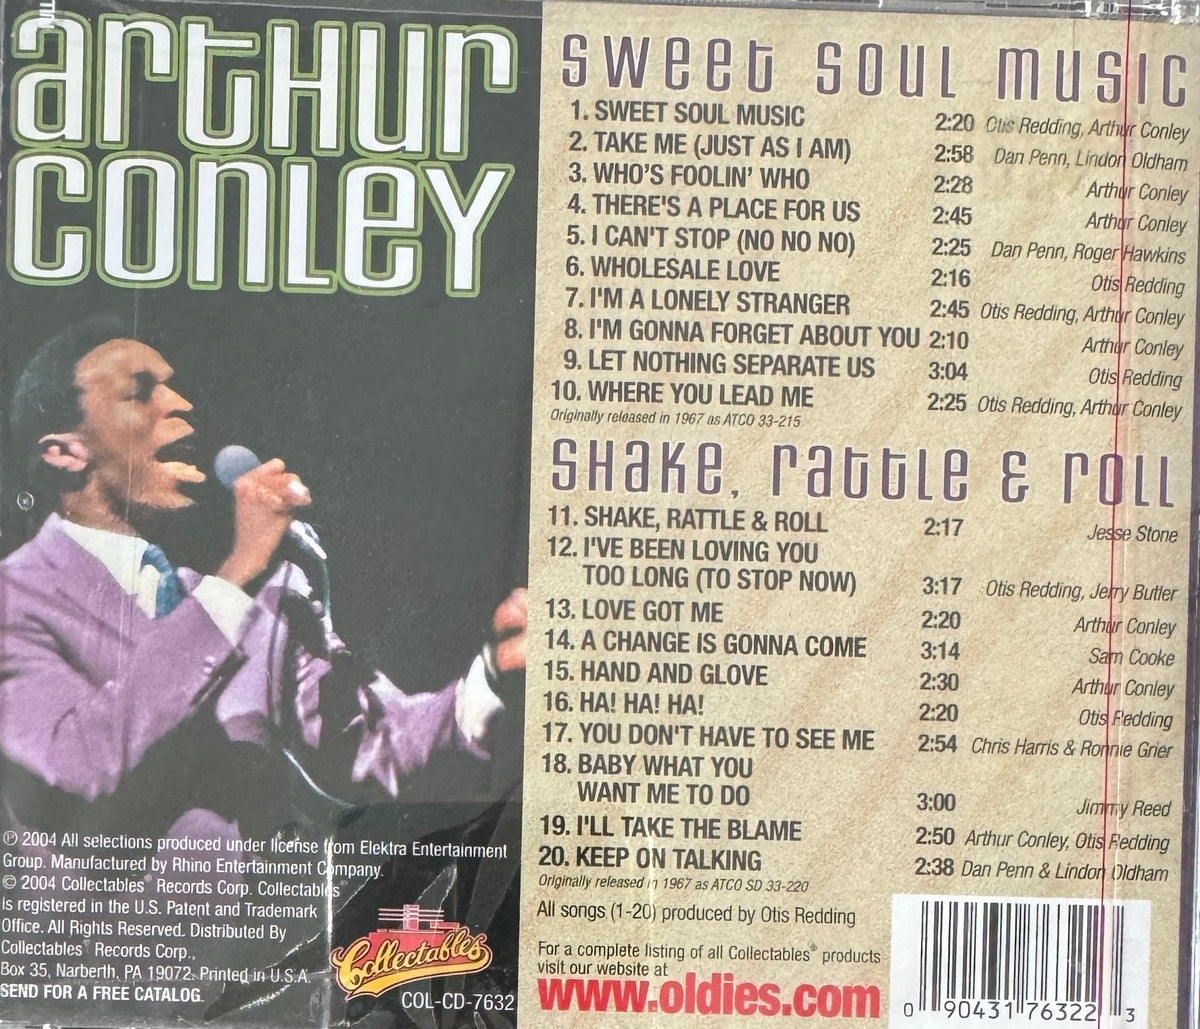 arthur
conley
℗ 2004 All selections produced under license from Elektra Entertainment
Group. Manufactured by Rhino Entertainment Company.
© 2004 Collectables® Records Corp. Collectables®
is registered in the U.S. Patent and Trademark
Office. All Rights Reserved. Distributed By
Collectables® Records Corp.,
Box 35, Narberth, PA 19072. Printed in U.S.A.
SEND FOR A FREE CATALOG.
Collectables®
COL-CD-7632
sweet soul music
1. SWEET SOUL MUSIC 2:20 Otis Redding, Arthur Conley
2. TAKE ME (JUST AS I AM) 2:58 Dan Penn, Lindon Oldham
3. WHO'S FOOLIN' WHO 2:28 Arthur Conley
4. THERE'S A PLACE FOR US 2:45 Arthur Conley
5. I CAN'T STOP (NO NO NO) 2:25 Dan Penn, Roger Hawkins
6. WHOLESALE LOVE 2:16 Otis Redding
7. I'M A LONELY STRANGER 2:45 Otis Redding, Arthur Conley
8. I'M GONNA FORGET ABOUT YOU 2:10 Arthur Conley
9. LET NOTHING SEPARATE US 3:04 Otis Redding
10. WHERE YOU LEAD ME 2:25 Otis Redding, Arthur Conley
Originally released in 1967 as ATCO 33-215
shake, rattle & roll
11. SHAKE, RATTLE & ROLL 2:17 Jesse Stone
12. I'VE BEEN LOVING YOU
TOO LONG (TO STOP NOW) 3:17 Otis Redding, Jerry Butler
13. LOVE GOT ME 2:20 Arthur Conley
14. A CHANGE IS GONNA COME 3:14 Sam Cooke
15. HAND AND GLOVE 2:30 Arthur Conley
16. HA! HA! HA! 2:20 Otis Redding
17. YOU DON'T HAVE TO SEE ME 2:54 Chris Harris & Ronnie Grier
18. BABY WHAT YOU
WANT ME TO DO 3:00 Jimmy Reed
19. I'LL TAKE THE BLAME 2:50 Arthur Conley, Otis Redding
20. KEEP ON TALKING 2:38 Dan Penn & Lindon Oldham
Originally released in 1967 as ATCO SD 33-220
All songs (1-20) produced by Otis Redding
For a complete listing of all Collectables® products
visit our website at
www.oldies.com
0 90431 76322 3